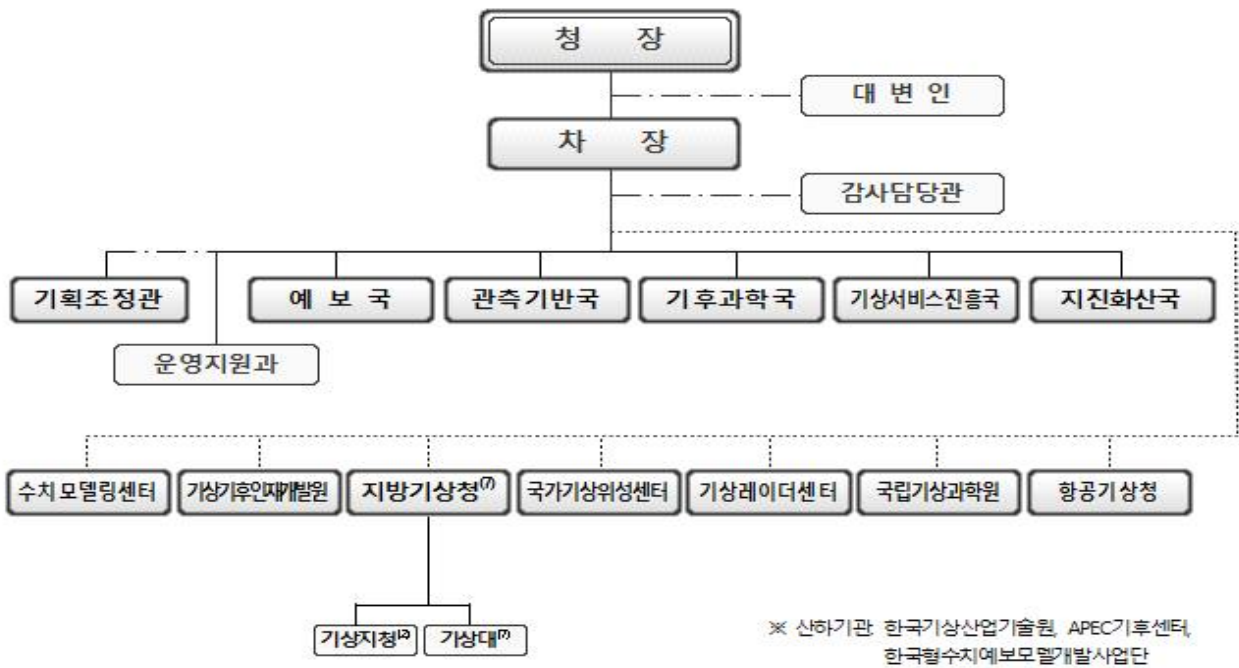 청 장
대 변 인
차 장
감사담당관
기획조정관
예 보 국
관측기반국
기후과학국
기상서비스진흥국
지진화산국
운영지원과
수치모델링센터
기상기후인재개발원
지방기상청(7)
국가기상위성센터
기상레이더센터
국립기상과학원
항공기상청
기상지청(2)
기상대(7)
※ 산하기관: 한국기상산업기술원, APEC기후센터,
한국형수치예보모델개발사업단